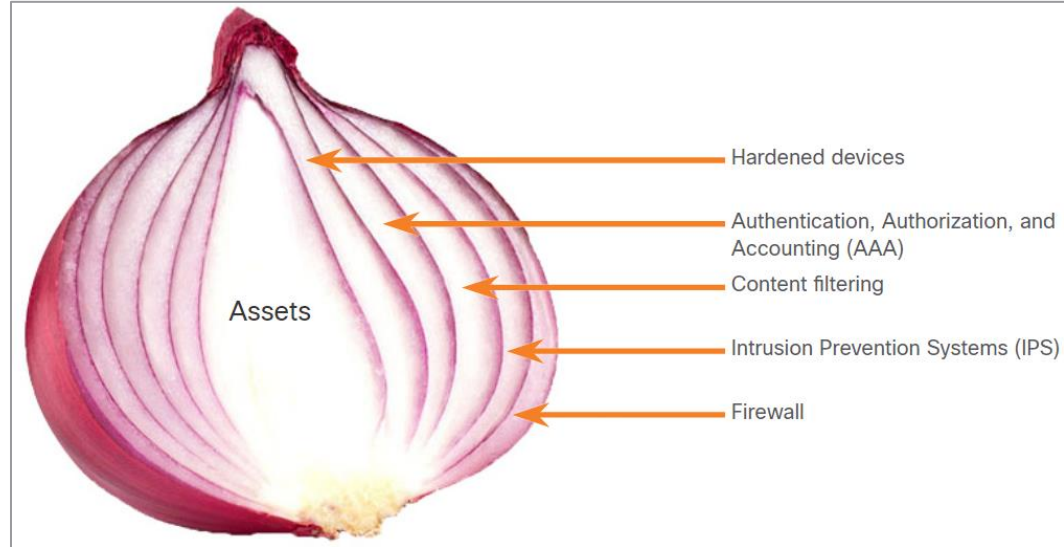 Hardened devices
Authentication, Authorization, and
Accounting (AAA)
Content filtering
Assets
Intrusion Prevention Systems (IPS)
Firewall